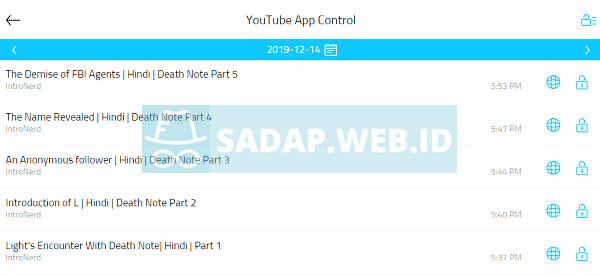 YouTube App Control
2019-12-14
The Demise of FBI Agents | Hindi | Death Note Part 5
IntroNerd
5:53 PM
The Name Revealed | Hindi | Death Note Part 4
IntroNerd
5:47 PM
SADAP.WEB.ID
An Anonymous follower | Hindi | Death Note Part 3
IntroNerd
5:44 PM
Introduction of L | Hindi | Death Note Part 2
IntroNerd
5:40 PM
Light's Encounter With Death Note| Hindi | Part 1
IntroNerd
5:37 PM